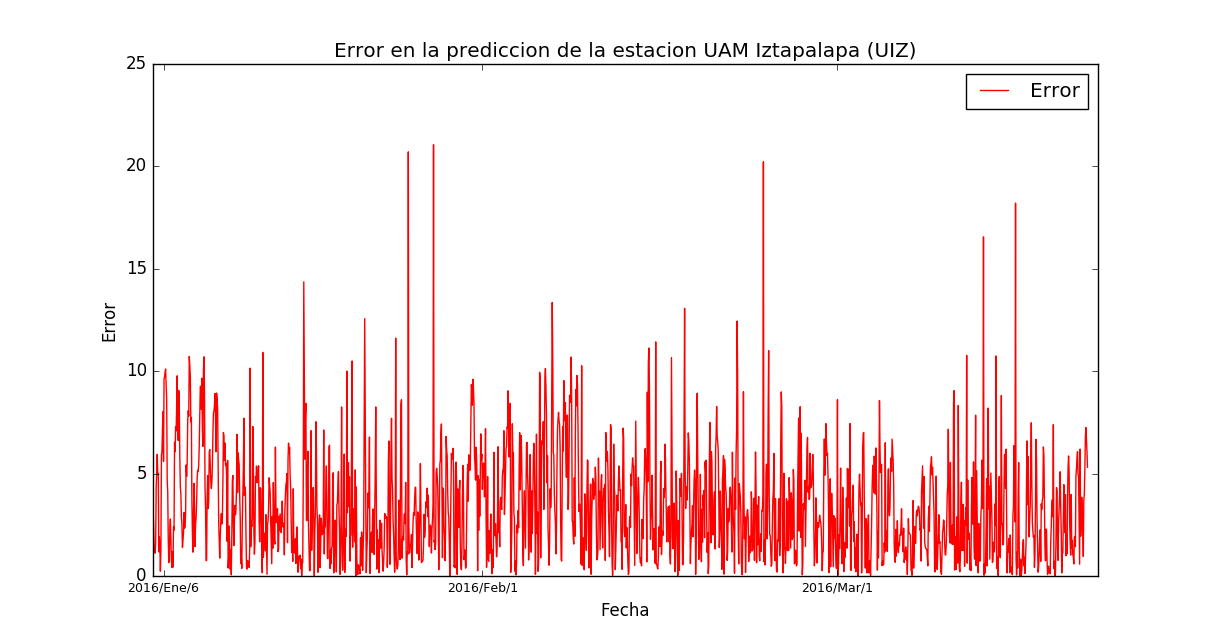 Error en la prediccion de la estacion UAM Iztapalapa (UIZ)
Error
25
20
15
10
5
0
Error
2016/Ene/6
2016/Feb/1
2016/Mar/1
Fecha